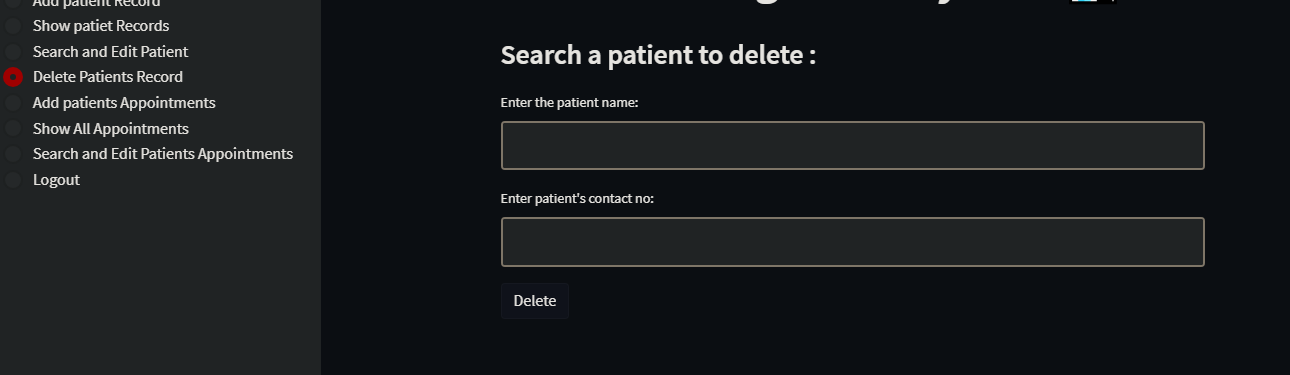 Add patient Record
Show patiet Records
Search and Edit Patient
Delete Patients Record
Add patients Appointments
Show All Appointments
Search and Edit Patients Appointments
Logout
Search a patient to delete :
Enter the patient name:
Enter patient's contact no:
Delete